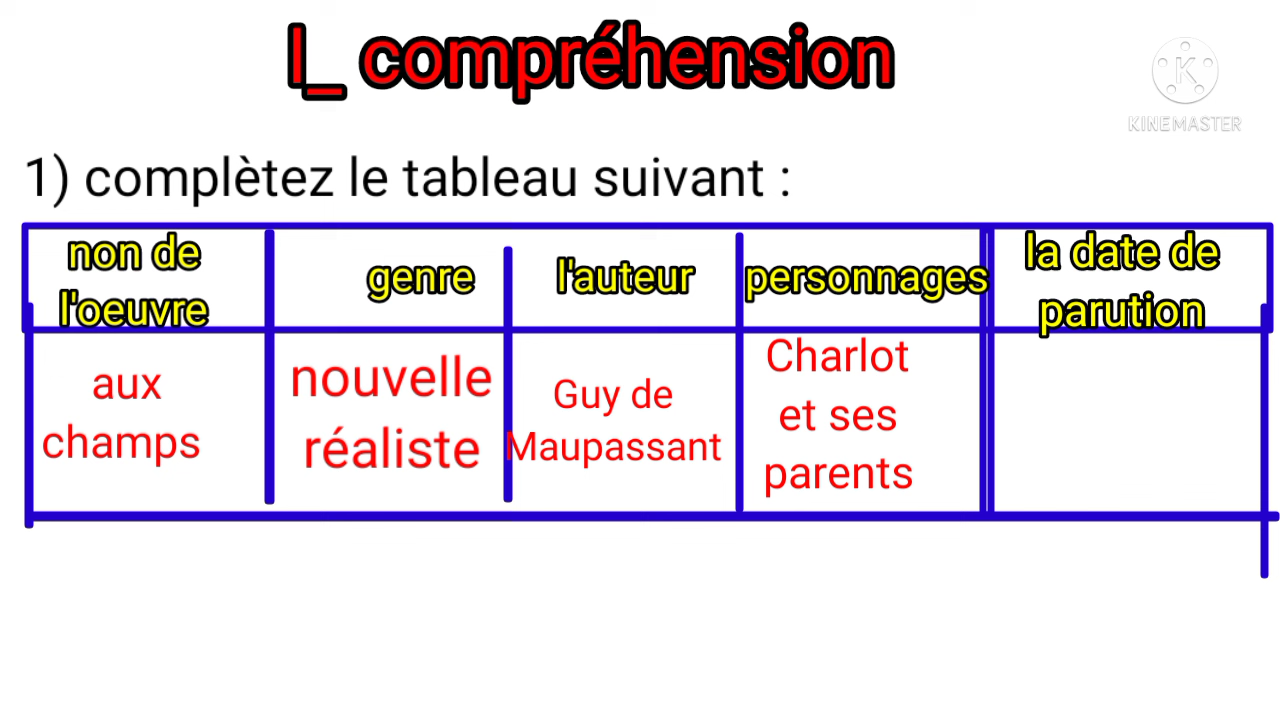 I_ compréhension
KINEMASTER
1) complètez le tableau suivant :
non de
l'oeuvre
genre
l'auteur
personnages
la date de
parution
aux
champs
nouvelle
réaliste
Guy de
Maupassant
Charlot
et ses
parents